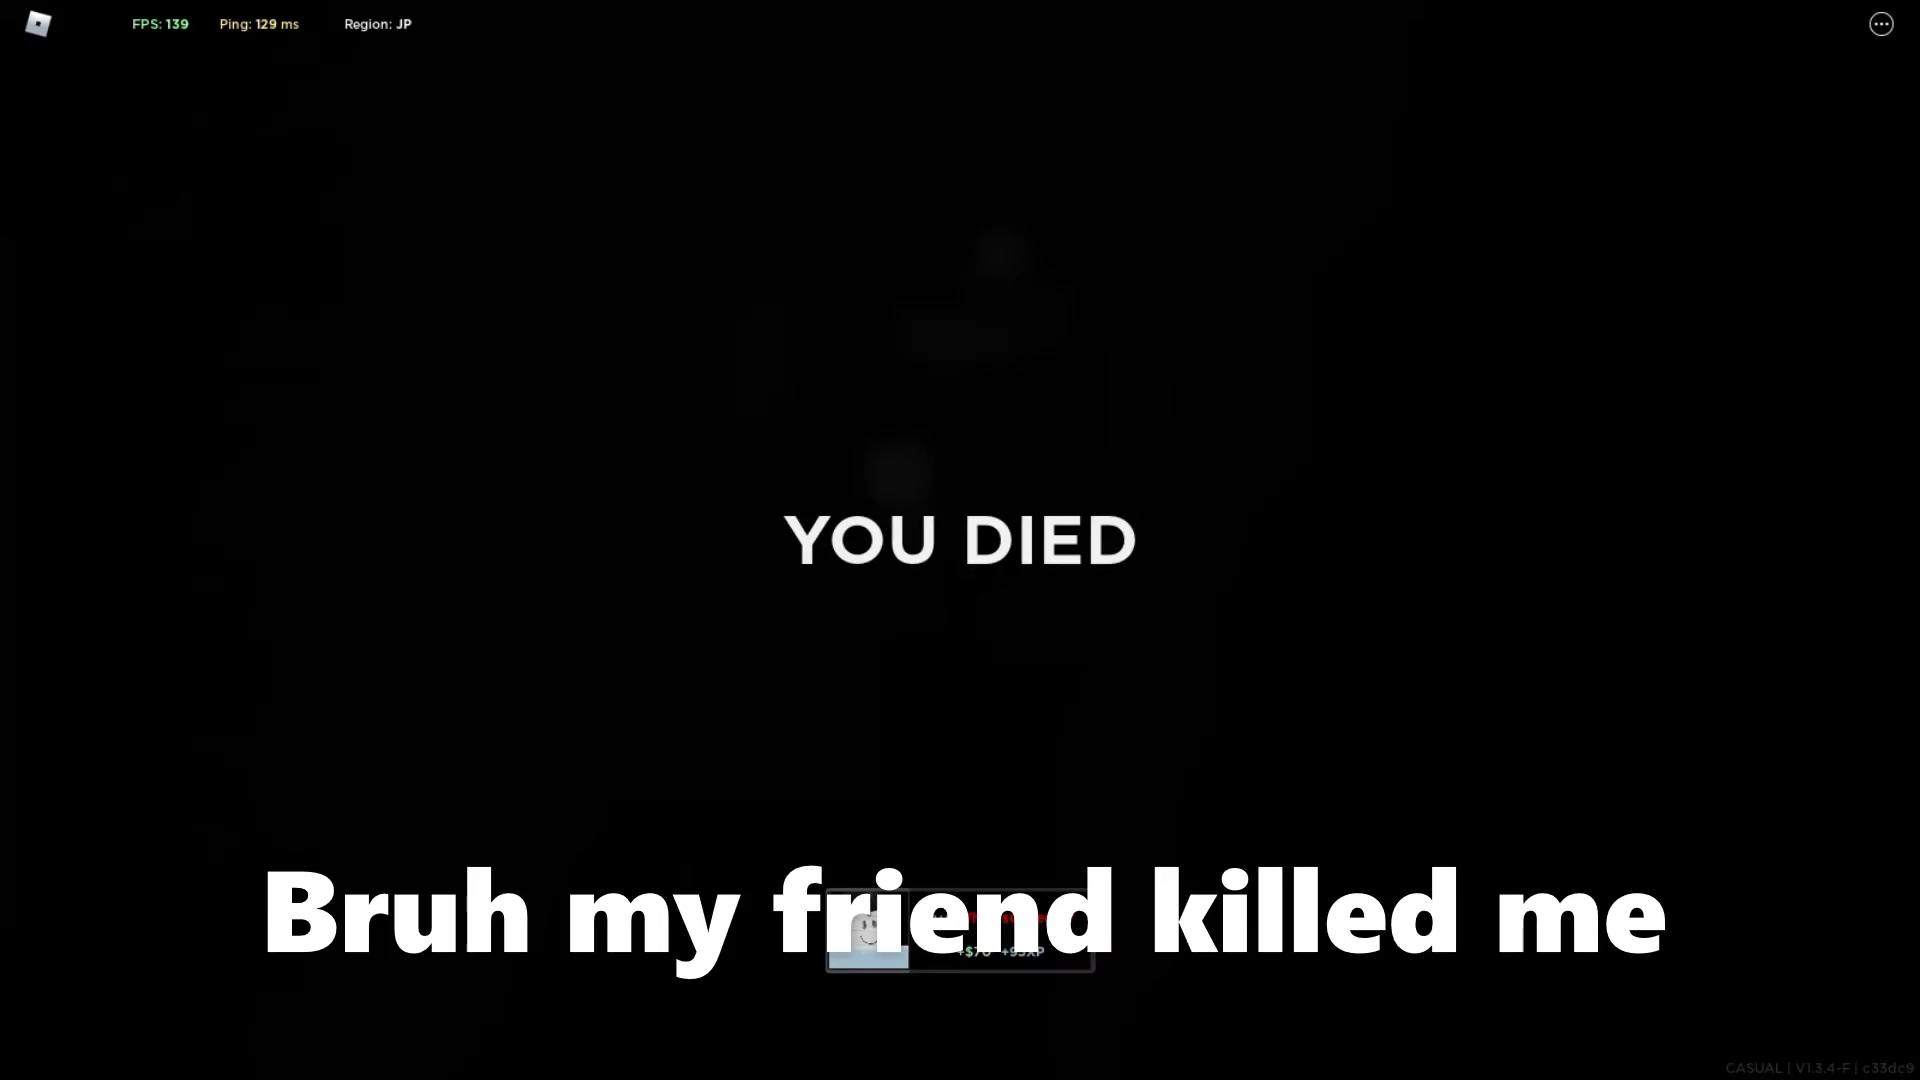 FPS: 139 Ping: 129 ms Region: JP
YOU DIED
Bruh my friend killed me
CASUAL | V1.3.4-F | c33dc9